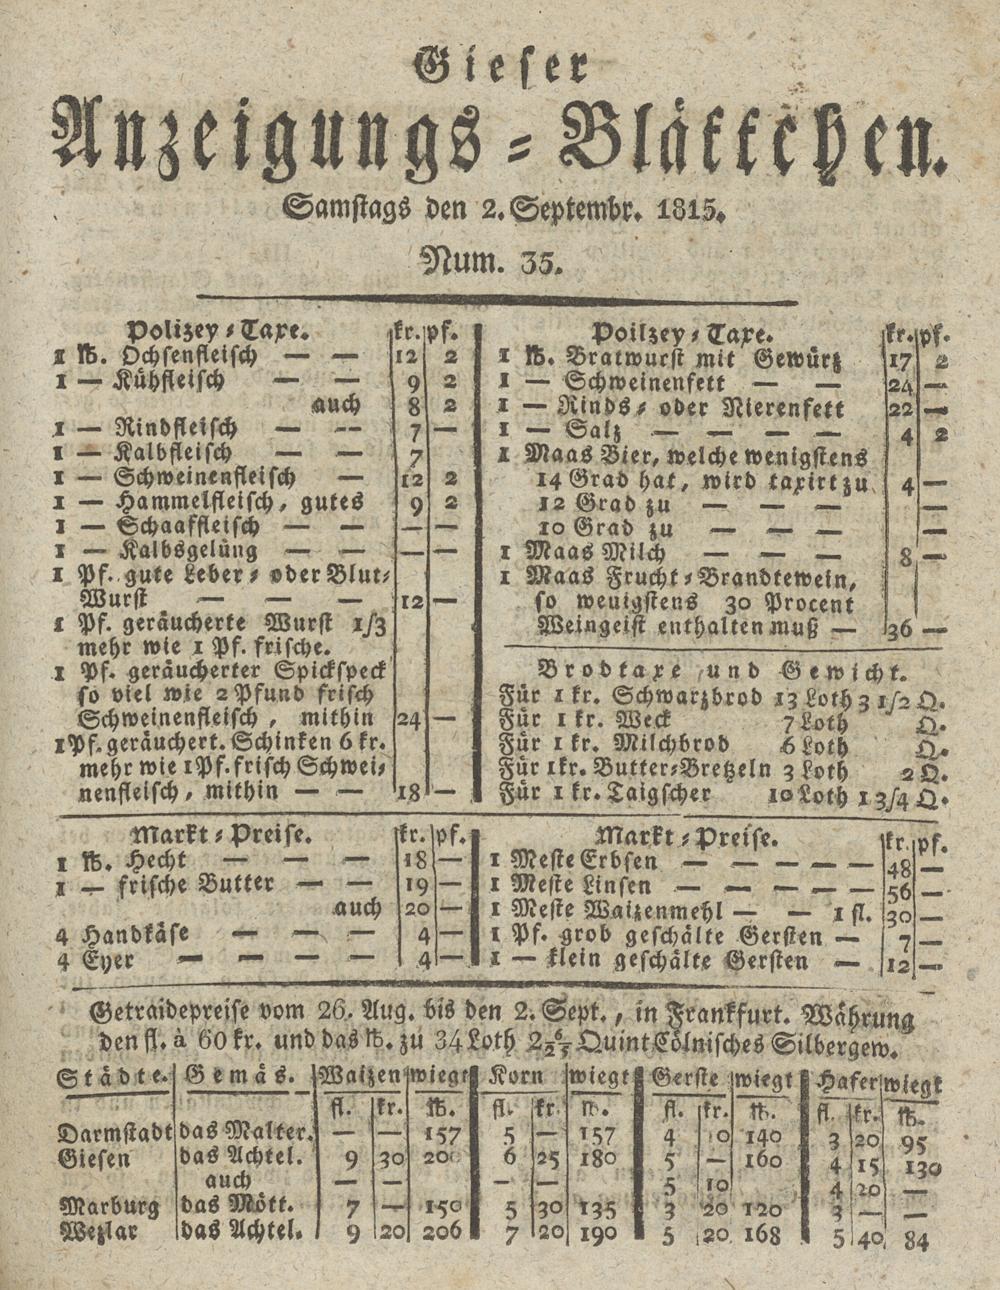 Gieser
Anzeigungs-Blättchen.
Samstags den 2. Septembr. 1815.
Num. 35.
Polizey-Taxe. kr. pf.
1 ℔. Ochsenfleisch — — 12 2
1 — Kühfleisch — — 9 2
auch 8 2
1 — Rindfleisch — -- 7 —
1 — Kalbfleisch — — 7
1 — Schweinenfleisch — 12 2
1 — Hammelfleisch, gutes 9 2
1 — Schaaffleisch — — — —
1 — Kalbsgelüng — — — —
1 Pf. gute Leber- oder Blut-
Wurst — — — 12 —
1 Pf. geräucherte Wurst 1/3
mehr wie 1 Pf. frische.
1 Pf. geräucherter Spickspeck
so viel wie 2 Pfund frisch
Schweinenfleisch, mithin 24 —
1 Pf. geräuchert. Schinken 6 kr.
mehr wie 1 Pf. frisch Schwei-
nenfleisch, mithin — — 18 —
Poilzey-Taxe. kr. pf.
1 ℔. Bratwurst mit Gewürz 17 2
1 — Schweinenfett — — 24 —
1 — Rinds- oder Nierenfett 22 —
1 — Salz — — — — 4 2
1 Maas Bier, welche wenigstens
14 Grad hat, wird taxirt zu 4 —
12 Grad zu — — — —
10 Grad zu — — — —
1 Maas Milch — — — 8 —
1 Maas Frucht-Brandtewein,
so wenigstens 30 Procent
Weingeist enthalten muß — 36 —
Brodtaxe und Gewicht.
Für 1 kr. Schwarzbrod 13 Loth 3 1/2 Q.
Für 1 kr. Weck 7 Loth Q.
Für 1 kr. Milchbrod 6 Loth Q.
Für 1 kr. Butter-Bretzeln 3 Loth 2 Q.
Für 1 kr. Taigscher 10 Loth 1 3/4 Q.
Markt-Preise. kr. pf.
1 ℔. Hecht — — — 18 —
1 — frische Butter — — 19 —
auch 20 —
4 Handkäse — — — 4 —
4 Eyer — — — — 4 —
Markt-Preise. kr. pf.
1 Meste Erbsen — — — — — 48 —
1 Meste Linsen — — — — — 56 —
1 Meste Waizenmehl — — 1 fl. 30 —
1 Pf. grob geschälte Gersten — 7 —
1 — klein geschälte Gersten — 12 —
Getraidepreise vom 26. Aug. bis den 2. Sept., in Frankfurt. Währung
den fl. à 60 kr. und das ℔. zu 34 Loth 2 Quint Cölnisches Silbergew.
Städte. Gemäs. Waizen wiegt Korn wiegt Gerste wiegt Hafer wiegt
fl. kr. ℔. fl. kr. ℔. fl. kr. ℔. fl. kr. ℔.
Darmstadt das Malter. — — 157 5 — 157 4 0 140 3 20 95
Giesen das Achtel. 9 30 200 6 25 180 5 — 160 4 15 130
auch — — — — 5 10 4 20 —
Marburg das Mött. 7 — 150 5 30 135 3 20 120 3 — —
Wezlar das Achtel. 9 20 206 7 20 190 5 20 168 5 40 84